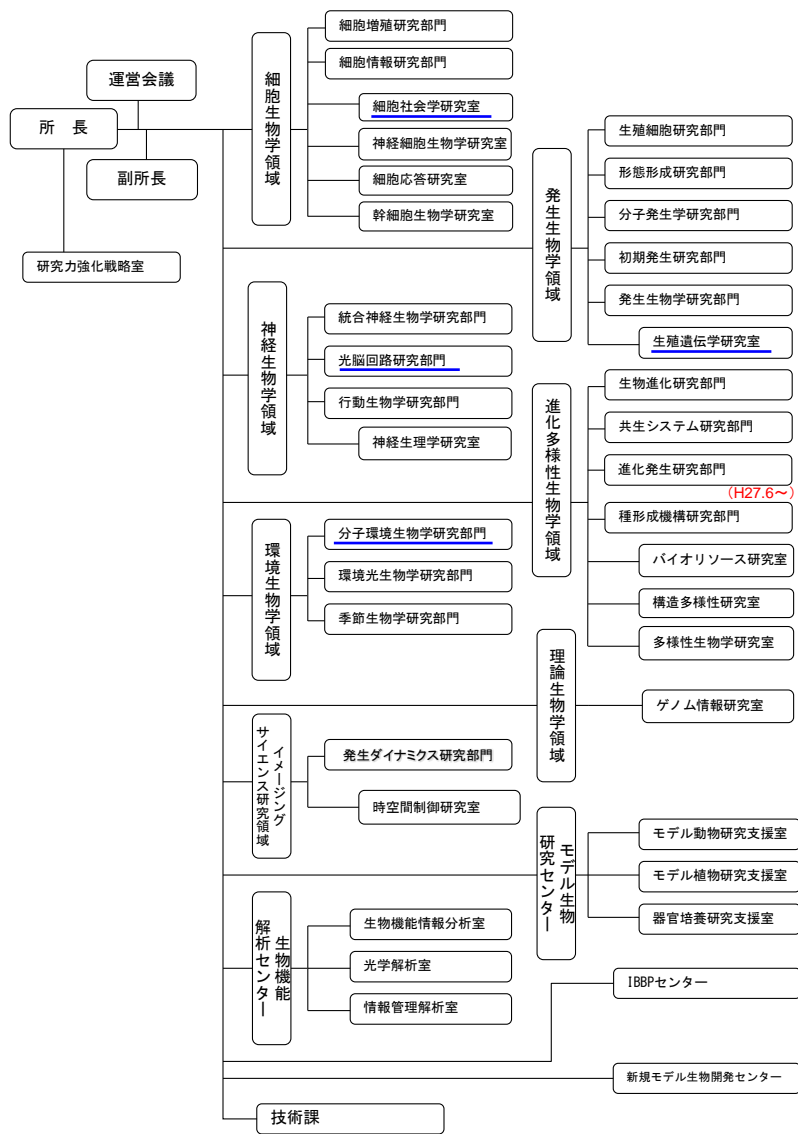 運営会議
所　長
副所長
研究力強化戦略室
細胞生物学領域
細胞増殖研究部門
細胞情報研究部門
細胞社会学研究室
神経細胞生物学研究室
細胞応答研究室
幹細胞生物学研究室
発生生物学領域
生殖細胞研究部門
形態形成研究部門
分子発生学研究部門
初期発生研究部門
発生生物学研究部門
生殖遺伝学研究室
神経生物学領域
統合神経生物学研究部門
光脳回路研究部門
行動生物学研究部門
神経生理学研究室
進化多様性生物学領域
生物進化研究部門
共生システム研究部門
進化発生研究部門
（H27.6～）
種形成機構研究部門
バイオリソース研究室
構造多様性研究室
多様性生物学研究室
環境生物学領域
分子環境生物学研究部門
環境光生物学研究部門
季節生物学研究部門
理論生物学領域
ゲノム情報研究室
イメージング
サイエンス研究領域
発生ダイナミクス研究部門
時空間制御研究室
モデル生物
研究センター
モデル動物研究支援室
モデル植物研究支援室
器官培養研究支援室
生物機能
解析センター
生物機能情報分析室
光学解析室
情報管理解析室
IBBPセンター
新規モデル生物開発センター
技術課